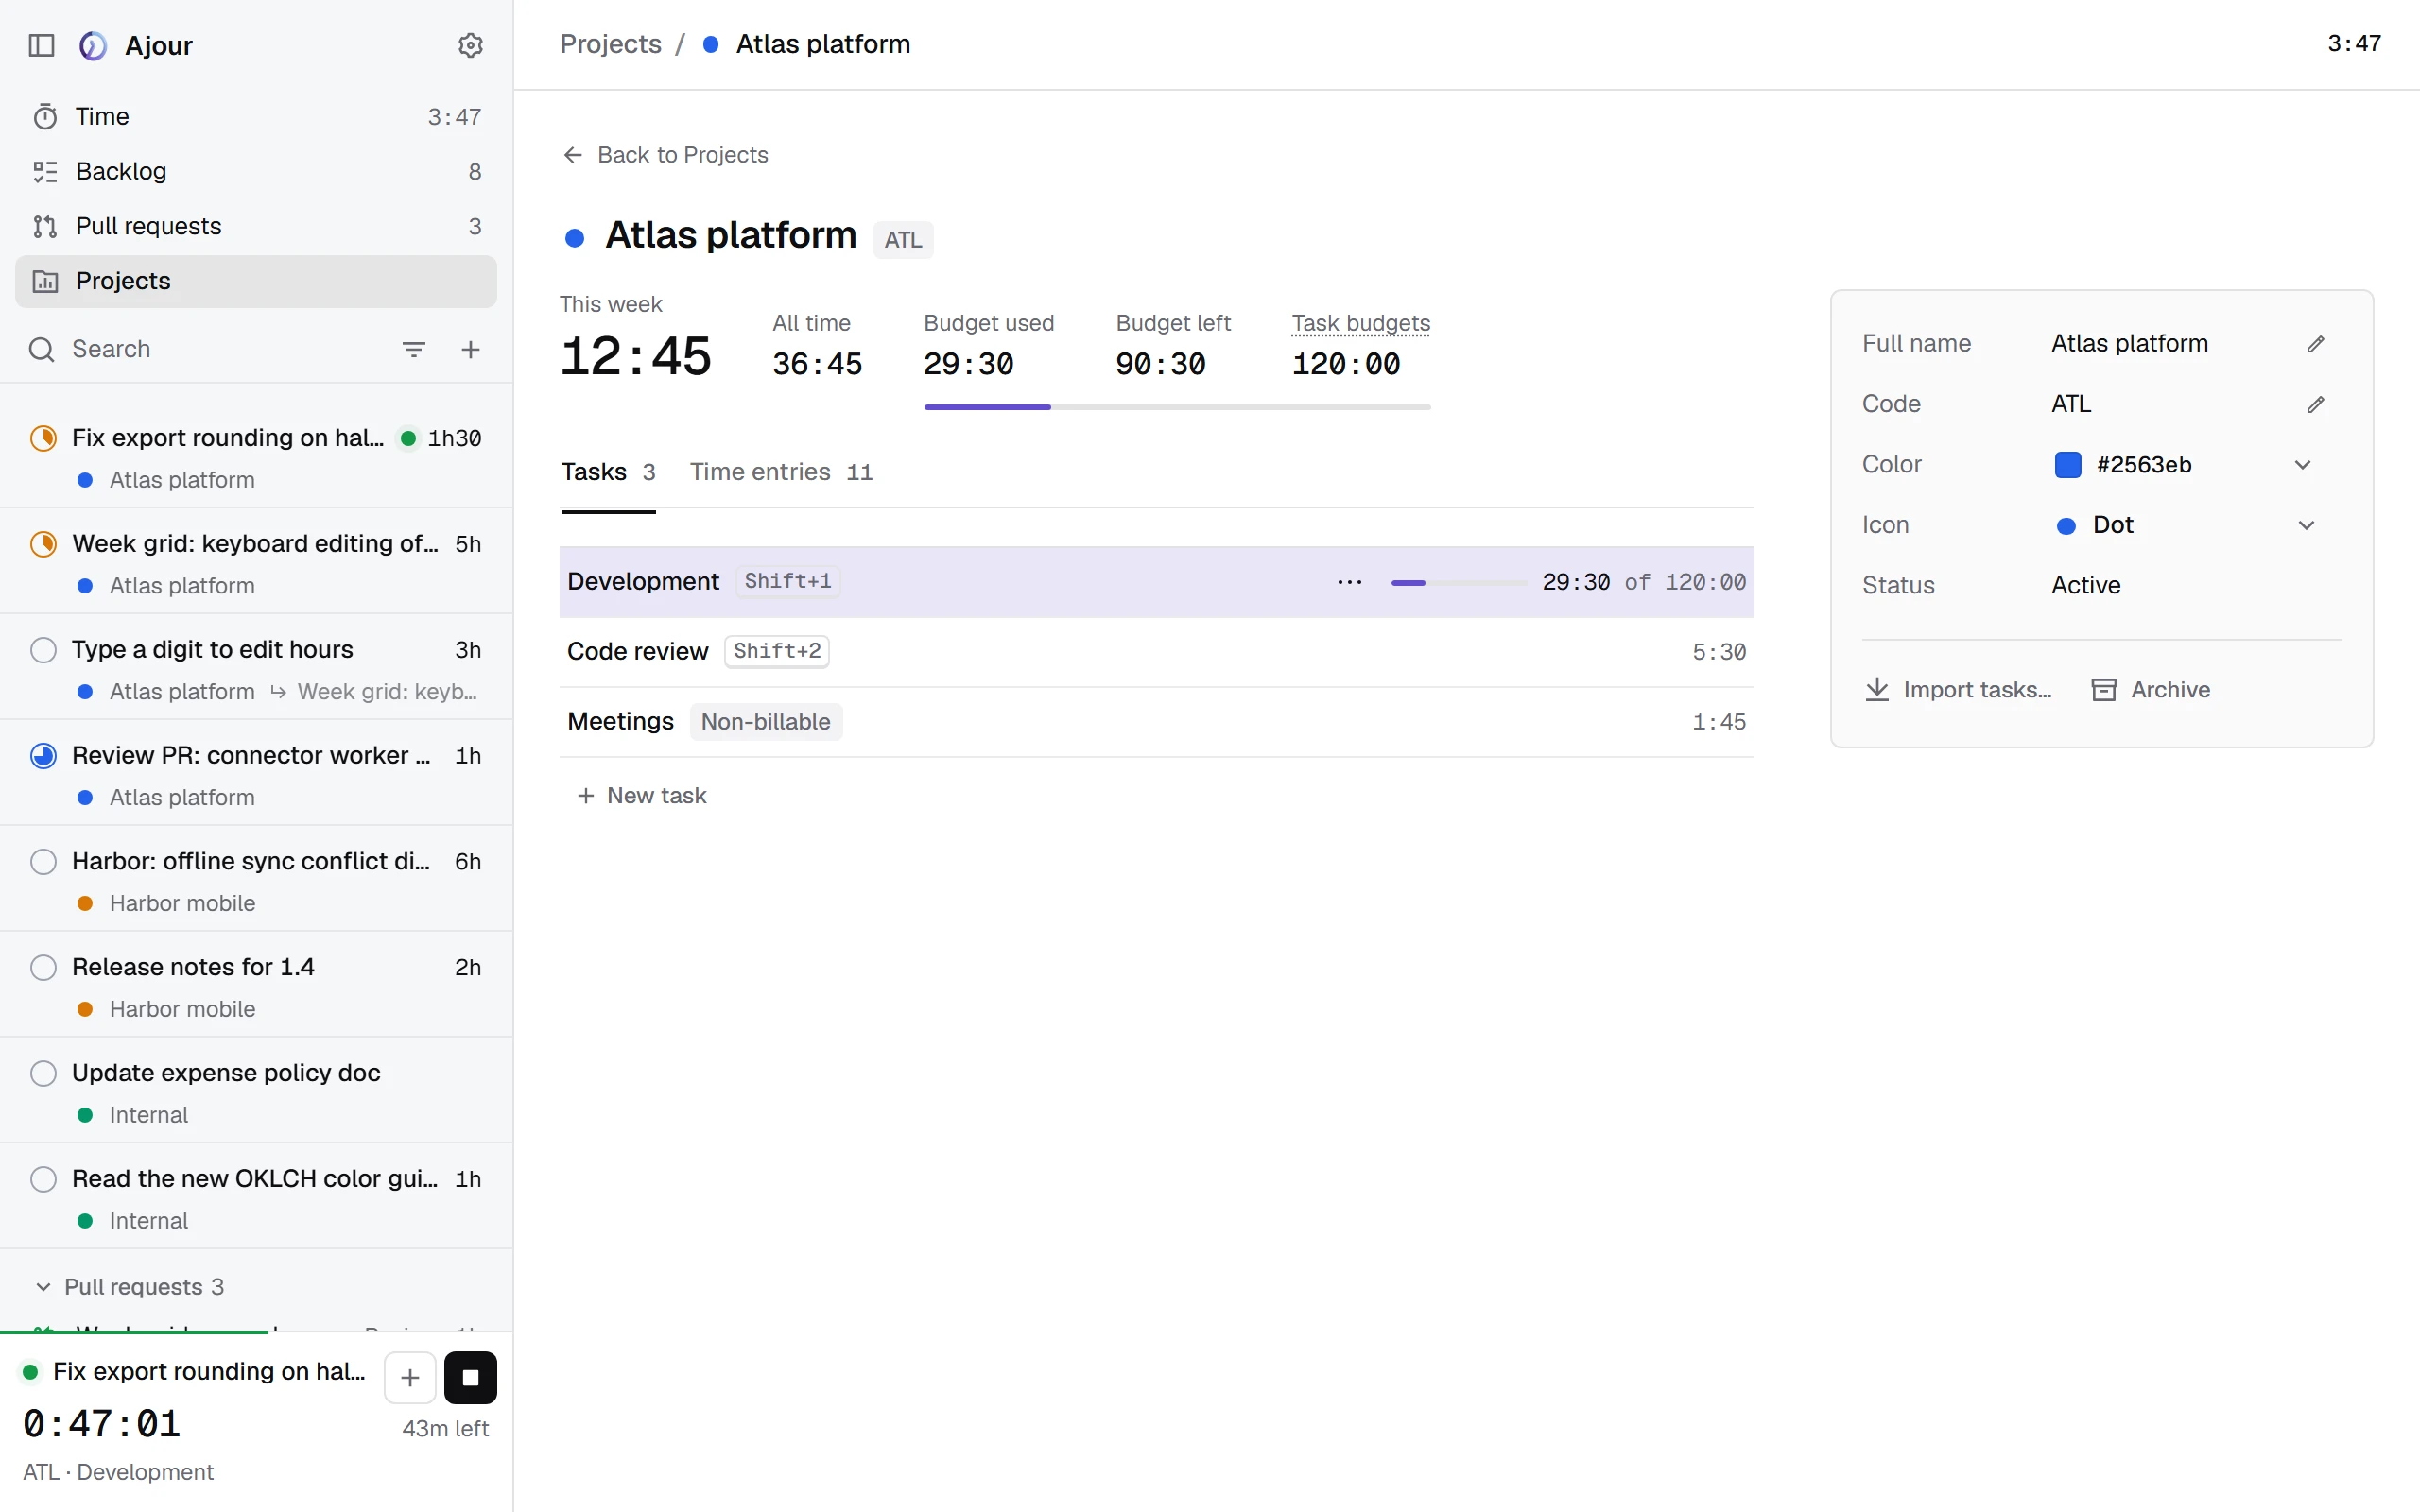 Ajour
Time 3:47
Backlog 8
Pull requests 3
Projects
Search
Fix export rounding on hal... 1h30
Atlas platform
Week grid: keyboard editing of... 5h
Atlas platform
Type a digit to edit hours 3h
Atlas platform Week grid: keyb...
Review PR: connector worker ... 1h
Atlas platform
Harbor: offline sync conflict di... 6h
Harbor mobile
Release notes for 1.4 2h
Harbor mobile
Update expense policy doc
Internal
Read the new OKLCH color gui... 1h
Internal
Pull requests 3
Fix export rounding on hal...
0:47:01 43m left
ATL · Development
Projects / Atlas platform 3:47
Back to Projects
Atlas platform ATL
This week All time Budget used Budget left Task budgets
12:45 36:45 29:30 90:30 120:00
Tasks 3 Time entries 11
Development Shift+1 ... 29:30 of 120:00
Code review Shift+2 5:30
Meetings Non-billable 1:45
+ New task
Full name Atlas platform
Code ATL
Color #2563eb
Icon Dot
Status Active
Import tasks... Archive